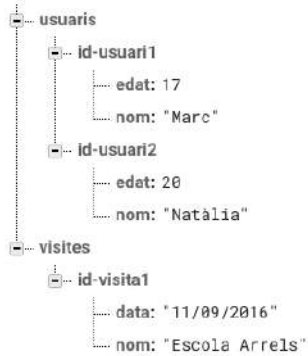 usuaris
id-usuari1
edat: 17
nom: "Marc"
id-usuari2
edat: 20
nom: "Natàlia"
visites
id-visita1
data: "11/09/2016"
nom: "Escola Arrels"